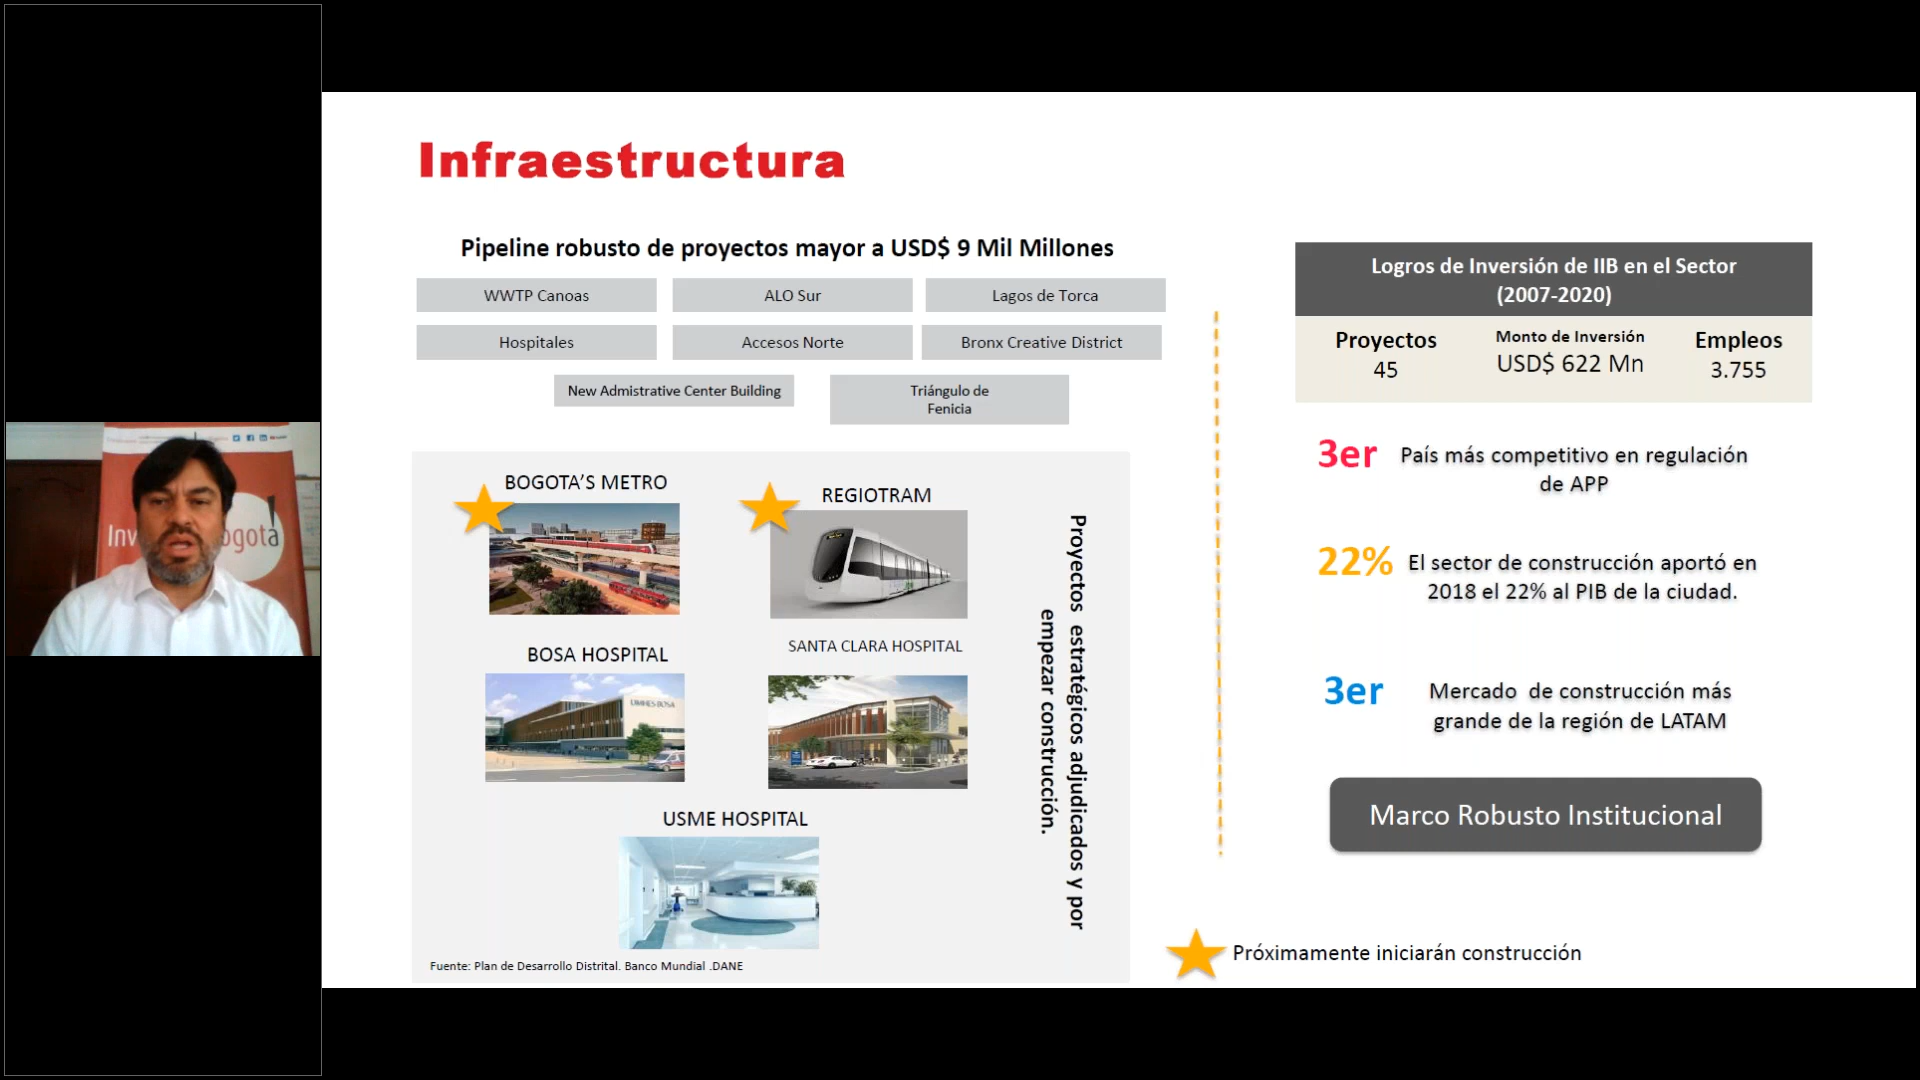 Infraestructura
Pipeline robusto de proyectos mayor a USD$ 9 Mil Millones
WWTP Canoas
ALO Sur
Lagos de Torca
Hospitales
Accesos Norte
Bronx Creative District
New Admistrative Center Building
Triángulo de
Fenicia
BOGOTA’S METRO
REGIOTRAM
BOSA HOSPITAL
SANTA CLARA HOSPITAL
USME HOSPITAL
Proyectos estratégicos adjudicados y por
empezar construcción.
Fuente: Plan de Desarrollo Distrital. Banco Mundial .DANE
Logros de Inversión de IIB en el Sector
(2007-2020)
Proyectos
45
Monto de Inversión
USD$ 622 Mn
Empleos
3.755
3er
País más competitivo en regulación
de APP
22%
El sector de construcción aportó en
2018 el 22% al PIB de la ciudad.
3er
Mercado de construcción más
grande de la región de LATAM
Marco Robusto Institucional
Próximamente iniciarán construcción